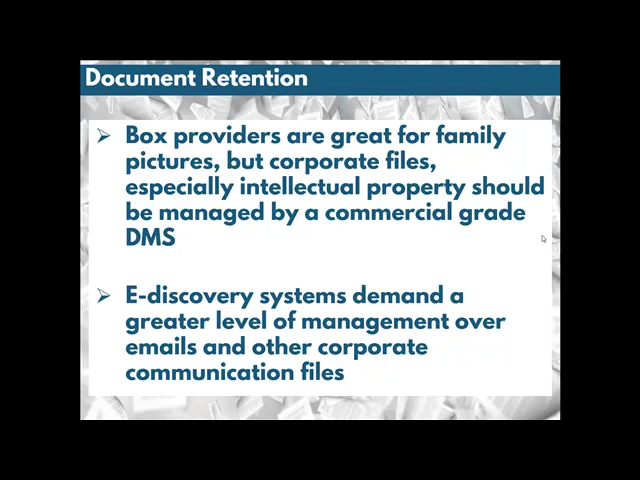 Document Retention
Box providers are great for family
pictures, but corporate files,
especially intellectual property should
be managed by a commercial grade
DMS
E-discovery systems demand a
greater level of management over
emails and other corporate
communication files